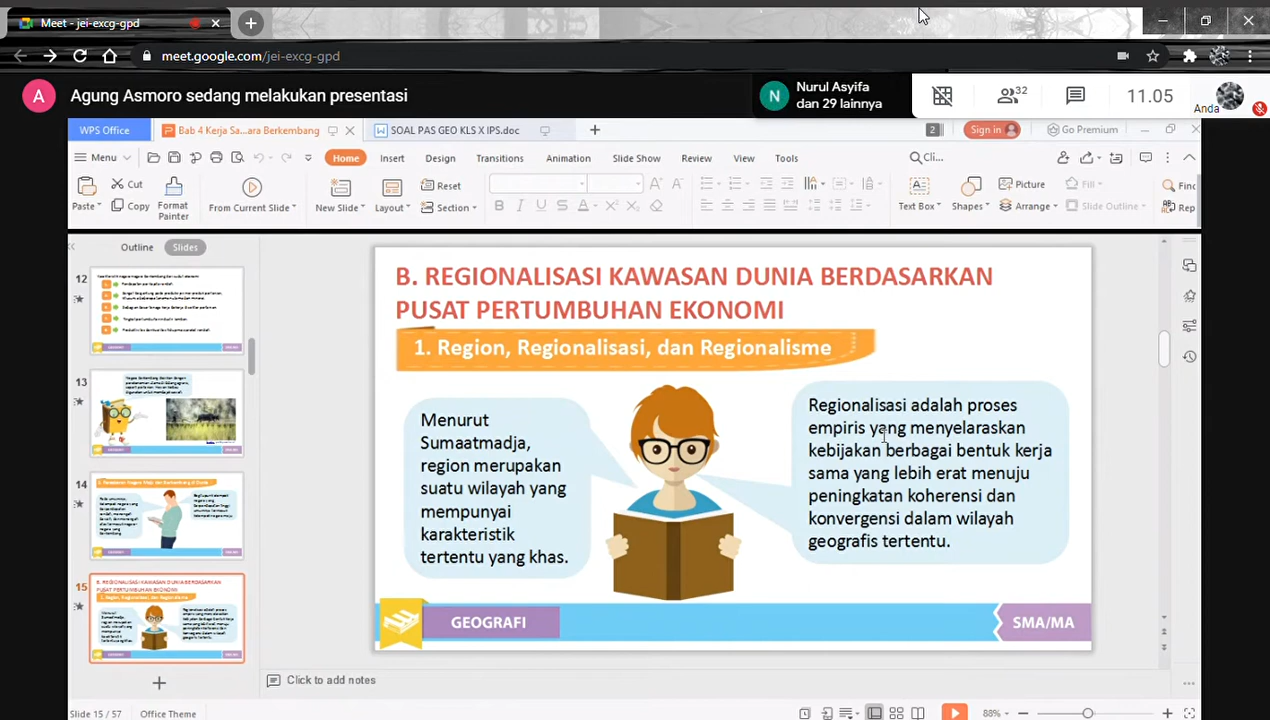 Meet - jei-excg-gpd
meet.google.com/jei-excg-gpd
A
Agung Asmoro sedang melakukan presentasi
N
Nurul Asyifa
dan 29 lainnya
32
11.05
Anda
WPS Office
Bab 4 Kerja Sa...ara Berkembang
SOAL PAS GEO KLS X IPS.doc
2
Sign in
Go Premium
Menu
Home
Insert
Design
Transitions
Animation
Slide Show
Review
View
Tools
Cli...
Paste
Cut
Copy
Format
Painter
From Current Slide
New Slide
Layout
Reset
Section
B
I
U
S
A
Text Box
Shapes
Picture
Arrange
Fill
Slide Outline
Find
Rep
Outline
Slides
12
13
14
15
B. REGIONALISASI KAWASAN DUNIA BERDASARKAN
PUSAT PERTUMBUHAN EKONOMI
1. Region, Regionalisasi, dan Regionalisme
Menurut
Sumaatmadja,
region merupakan
suatu wilayah yang
mempunyai
karakteristik
tertentu yang khas.
Regionalisasi adalah proses
empiris yang menyelaraskan
kebijakan berbagai bentuk kerja
sama yang lebih erat menuju
peningkatan koherensi dan
konvergensi dalam wilayah
geografis tertentu.
GEOGRAFI
SMA/MA
Click to add notes
Slide 15 / 57
Office Theme
88%